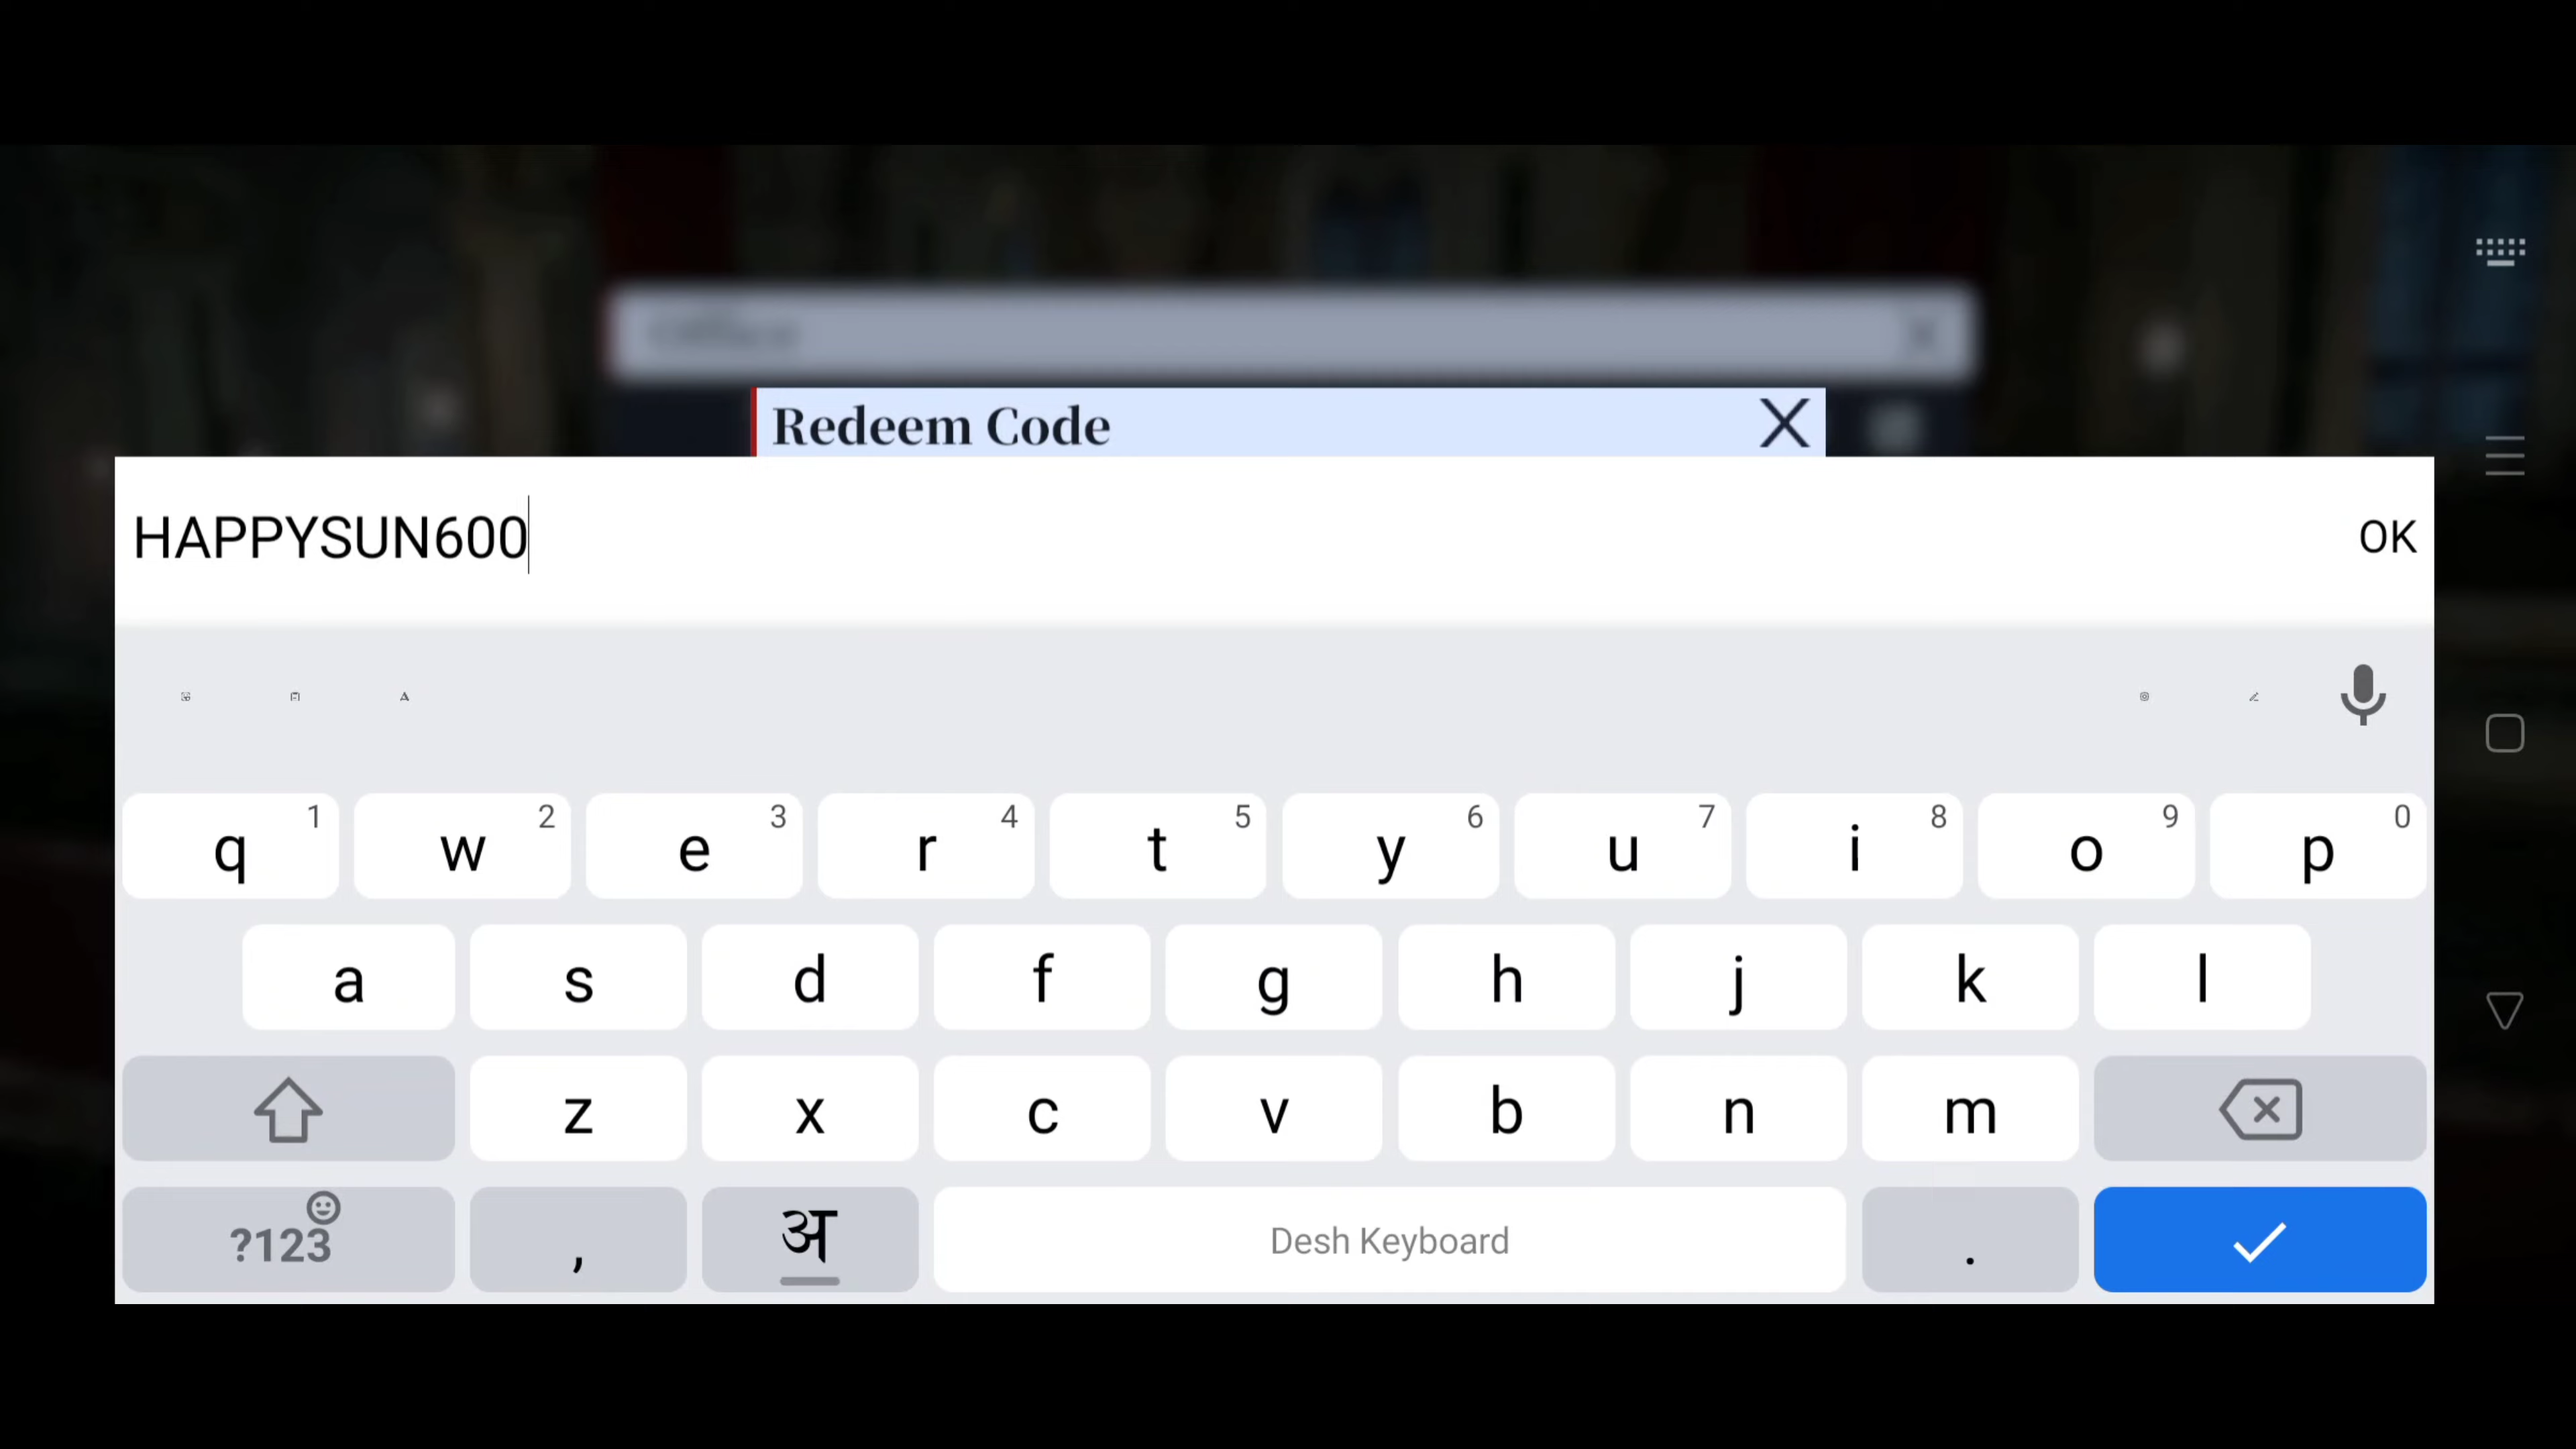 Redeem Code
HAPPYSUN600
OK
1 2 3 4 5 6 7 8 9 0
q w e r t y u i o p
a s d f g h j k l
z x c v b n m
?123 , अ Desh Keyboard .